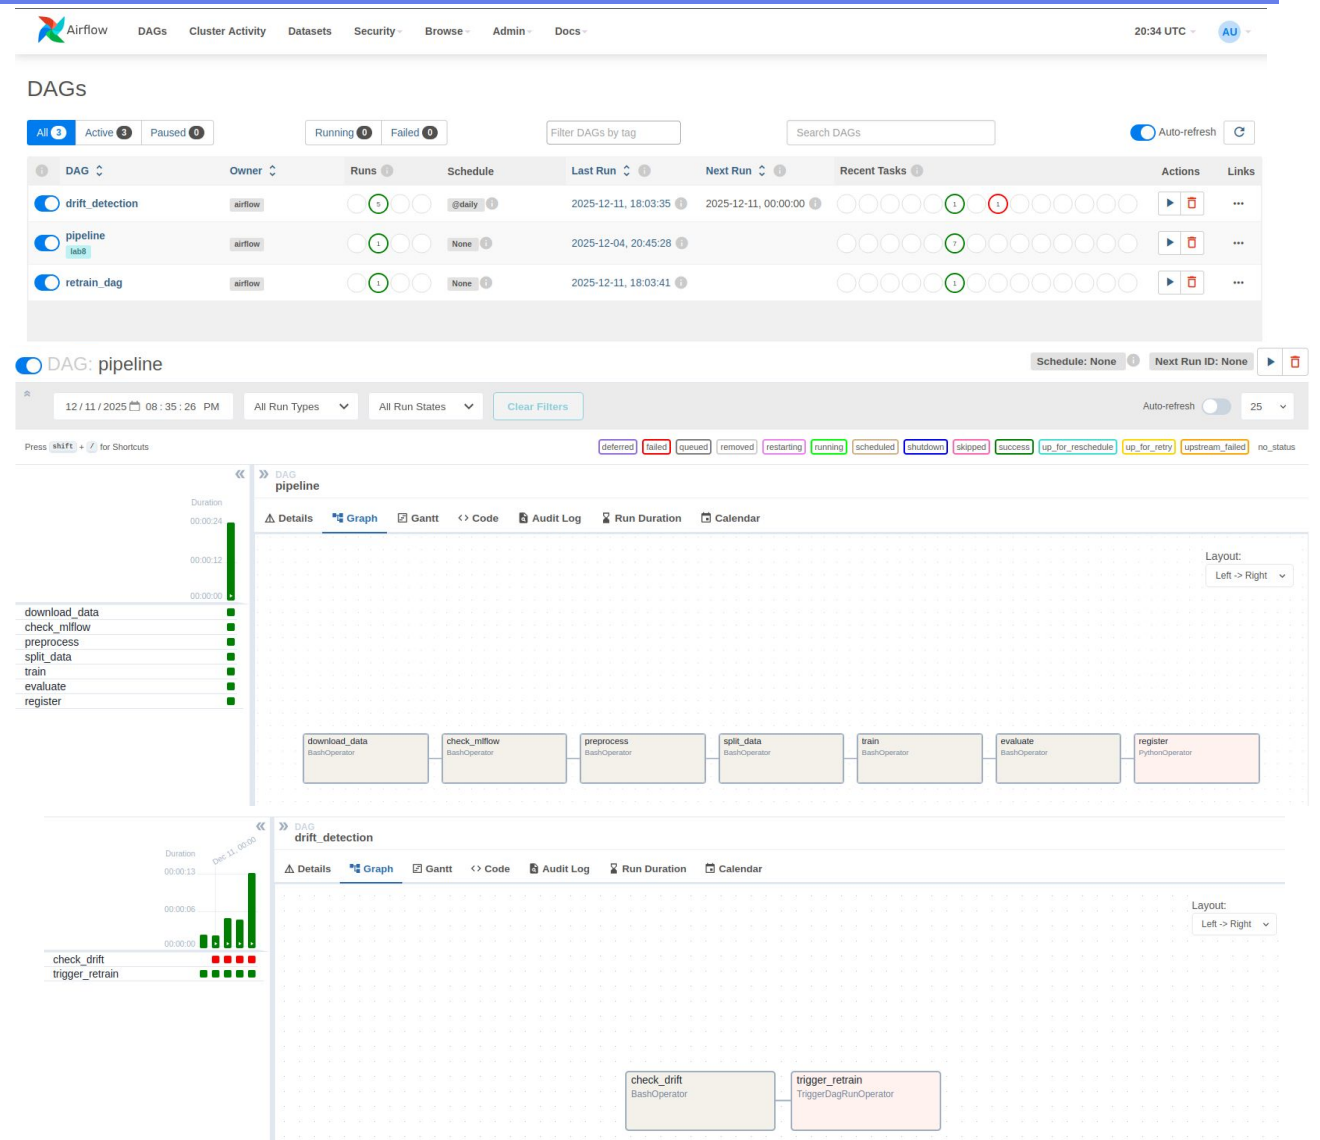 Airflow DAGs Cluster Activity Datasets Security Browse Admin Docs 20:34 UTC AU
DAGs
All 3 Active 3 Paused 0 Running 0 Failed 0 Filter DAGs by tag Search DAGs Auto-refresh
DAG Owner Runs Schedule Last Run Next Run Recent Tasks Actions Links
drift_detection airflow 5 @daily 2025-12-11, 18:03:35 2025-12-11, 00:00:00 1 1
pipeline
lab8 airflow 1 None 2025-12-04, 20:45:28 7
retrain_dag airflow 1 None 2025-12-11, 18:03:41 1
DAG: pipeline Schedule: None Next Run ID: None
12/11/2025 08:35:26 PM All Run Types All Run States Clear Filters Auto-refresh 25
Press shift + / for Shortcuts deferred failed queued removed restarting running scheduled shutdown skipped success up_for_reschedule up_for_retry upstream_failed no_status
DAG
pipeline
Duration
00:00:24
00:00:12
00:00:00
Details Graph Gantt <> Code Audit Log Run Duration Calendar
Layout:
Left -> Right
download_data
check_mlflow
preprocess
split_data
train
evaluate
register
download_data check_mlflow preprocess split_data train evaluate register
BashOperator BashOperator BashOperator BashOperator BashOperator BashOperator PythonOperator
DAG
drift_detection
Duration
Dec 11, 00:00
00:00:13
00:00:06
00:00:00
Details Graph Gantt <> Code Audit Log Run Duration Calendar
Layout:
Left -> Right
check_drift
trigger_retrain
check_drift trigger_retrain
BashOperator TriggerDagRunOperator